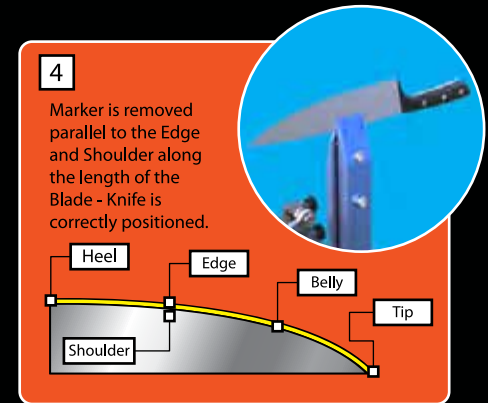 4
Marker is removed
parallel to the Edge
and Shoulder along
the length of the
Blade - Knife is
correctly positioned.
Heel
Edge
Belly
Tip
Shoulder